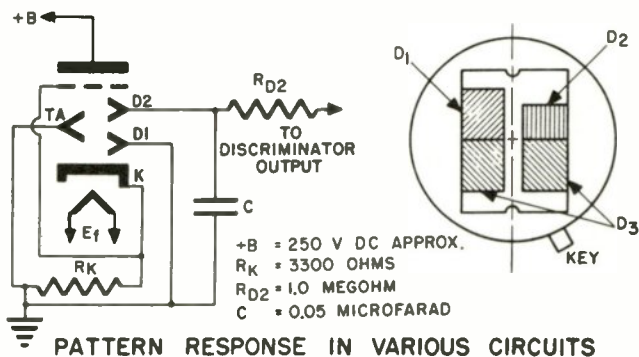 +B
TA
D2
D1
K
Ef
RK
C
RD2
TO
DISCRIMINATOR
OUTPUT
+B = 250 V DC APPROX.
RK = 3300 OHMS
RD2 = 1.0 MEGOHM
C = 0.05 MICROFARAD
D1
D2
D3
KEY
PATTERN RESPONSE IN VARIOUS CIRCUITS